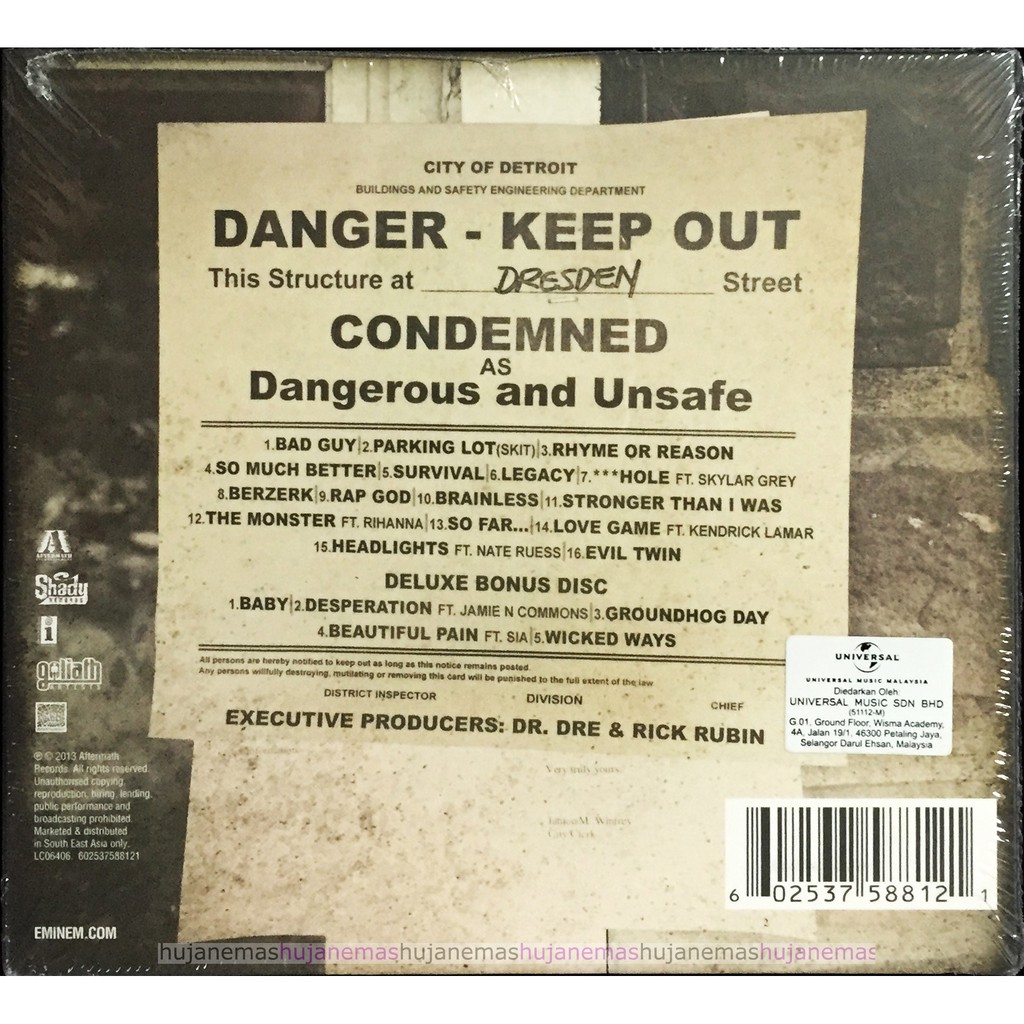 CITY OF DETROIT
BUILDINGS AND SAFETY ENGINEERING DEPARTMENT
DANGER - KEEP OUT
This Structure at DRESDEN Street
CONDEMNED
AS
Dangerous and Unsafe
1.BAD GUY|2.PARKING LOT(SKIT)|3.RHYME OR REASON
4.SO MUCH BETTER|5.SURVIVAL|6.LEGACY|7.***HOLE FT. SKYLAR GREY
8.BERZERK|9.RAP GOD|10.BRAINLESS|11.STRONGER THAN I WAS
12.THE MONSTER FT. RIHANNA|13.SO FAR...|14.LOVE GAME FT. KENDRICK LAMAR
15.HEADLIGHTS FT. NATE RUESS|16.EVIL TWIN
DELUXE BONUS DISC
1.BABY|2.DESPERATION FT. JAMIE N COMMONS|3.GROUNDHOG DAY
4.BEAUTIFUL PAIN FT. SIA|5.WICKED WAYS
All persons are hereby notified to keep out as long as this notice remains posted.
Any persons willfully destroying, mutilating or removing this card will be punished to the full extent of the law
DISTRICT INSPECTOR DIVISION CHIEF
EXECUTIVE PRODUCERS: DR. DRE & RICK RUBIN
Very truly yours,
City Clerk
AFTERMATH
Shady
RECORDS
i
goliath
ARTISTS
℗ © 2013 Aftermath
Records. All rights reserved.
Unauthorised copying,
reproduction, hiring, lending,
public performance and
broadcasting prohibited.
Marketed & distributed
in South East Asia only.
LC06406. 602537588121
EMINEM.COM
UNIVERSAL
UNIVERSAL MUSIC MALAYSIA
Diedarkan Oleh:
UNIVERSAL MUSIC SDN BHD
(51112-M)
G 01, Ground Floor, Wisma Academy,
4A, Jalan 19/1, 46300 Petaling Jaya,
Selangor Darul Ehsan, Malaysia
6 02537 58812 1
hujanemashujanemashujanemashujanemashujanemashujanemas